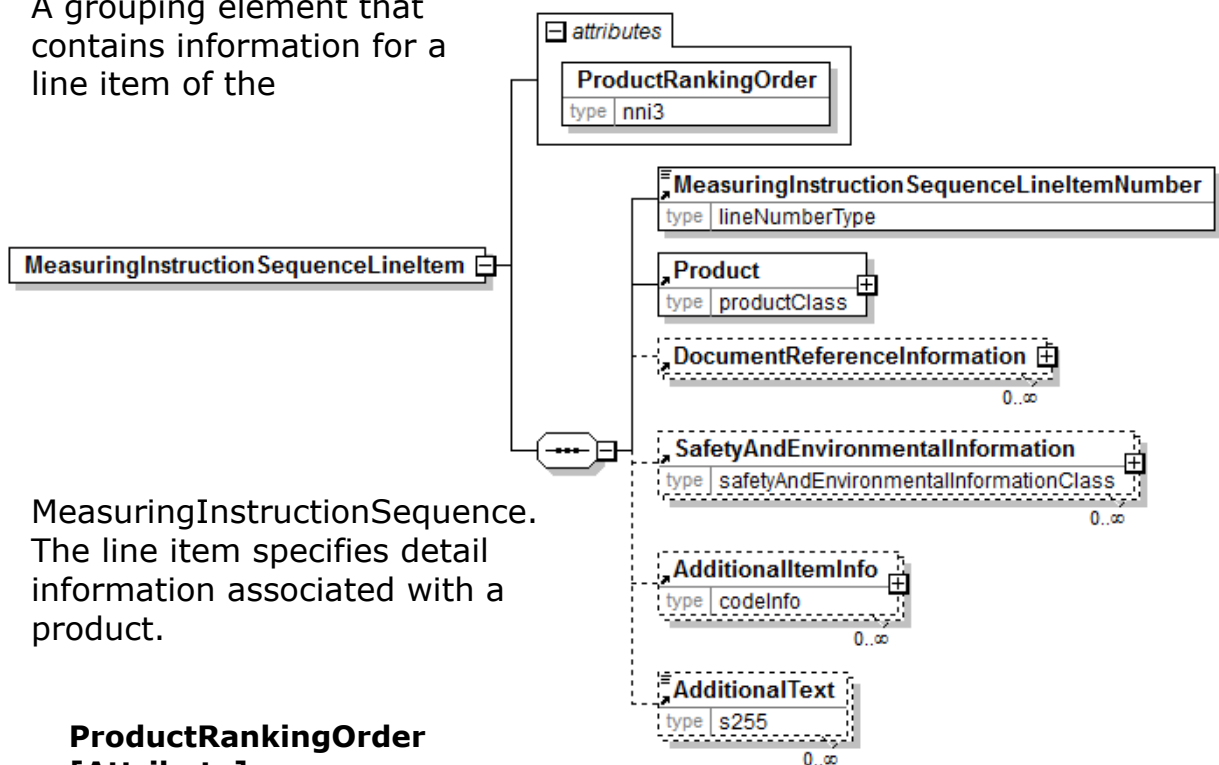 A grouping element that
contains information for a
line item of the
attributes
ProductRankingOrder
type nni3
MeasuringInstructionSequenceLineItem
MeasuringInstructionSequenceLineItemNumber
type lineNumberType
Product
type productClass
DocumentReferenceInformation
0..∞
SafetyAndEnvironmentalInformation
type safetyAndEnvironmentalInformationClass
0..∞
AdditionalItemInfo
type codeInfo
0..∞
AdditionalText
type s255
0..∞
MeasuringInstructionSequence.
The line item specifies detail
information associated with a
product.
ProductRankingOrder
[Attribute]